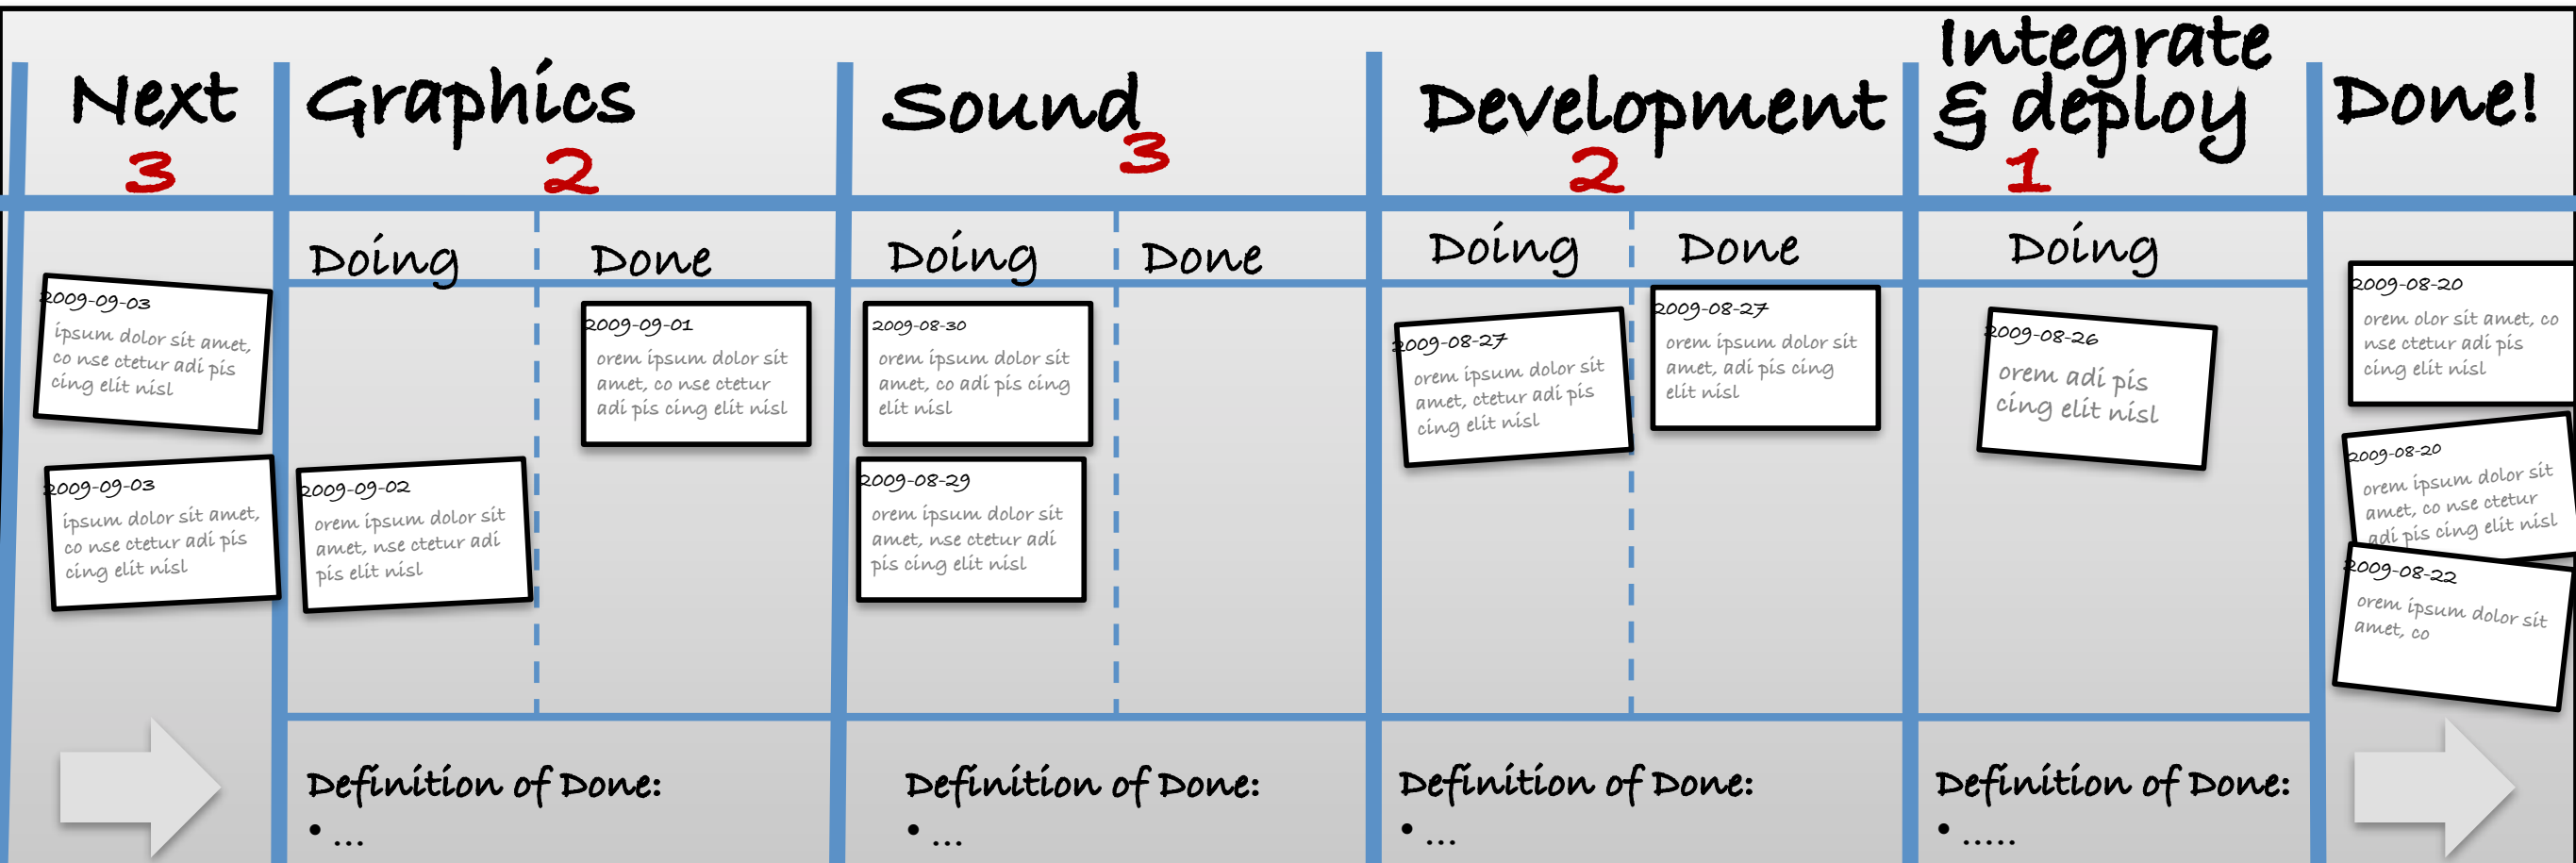 Next
3
Graphics
2
Sound
3
Development
2
Integrate
& deploy
1
Done!
Doing
Done
Doing
Done
Doing
Done
Doing
2009-09-03
ipsum dolor sit amet,
co nse ctetur adi pis
cing elit nisl
2009-09-03
ipsum dolor sit amet,
co nse ctetur adi pis
cing elit nisl
2009-09-02
orem ipsum dolor sit
amet, nse ctetur adi
pis elit nisl
2009-09-01
orem ipsum dolor sit
amet, co nse ctetur
adi pis cing elit nisl
2009-08-30
orem ipsum dolor sit
amet, co adi pis cing
elit nisl
2009-08-29
orem ipsum dolor sit
amet, nse ctetur adi
pis cing elit nisl
2009-08-27
orem ipsum dolor sit
amet, ctetur adi pis
cing elit nisl
2009-08-27
orem ipsum dolor sit
amet, adi pis cing
elit nisl
2009-08-26
orem adi pis
cing elit nisl
2009-08-20
orem olor sit amet, co
nse ctetur adi pis
cing elit nisl
2009-08-20
orem ipsum dolor sit
amet, co nse ctetur
adi pis cing elit nisl
2009-08-22
orem ipsum dolor sit
amet, co
Definition of Done:
• ...
Definition of Done:
• ...
Definition of Done:
• ...
Definition of Done:
• .....